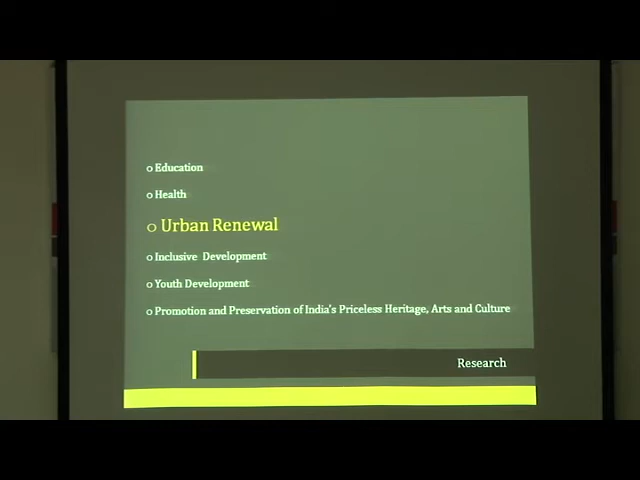 o Education
o Health
o Urban Renewal
o Inclusive Development
o Youth Development
o Promotion and Preservation of India's Priceless Heritage, Arts and Culture
Research